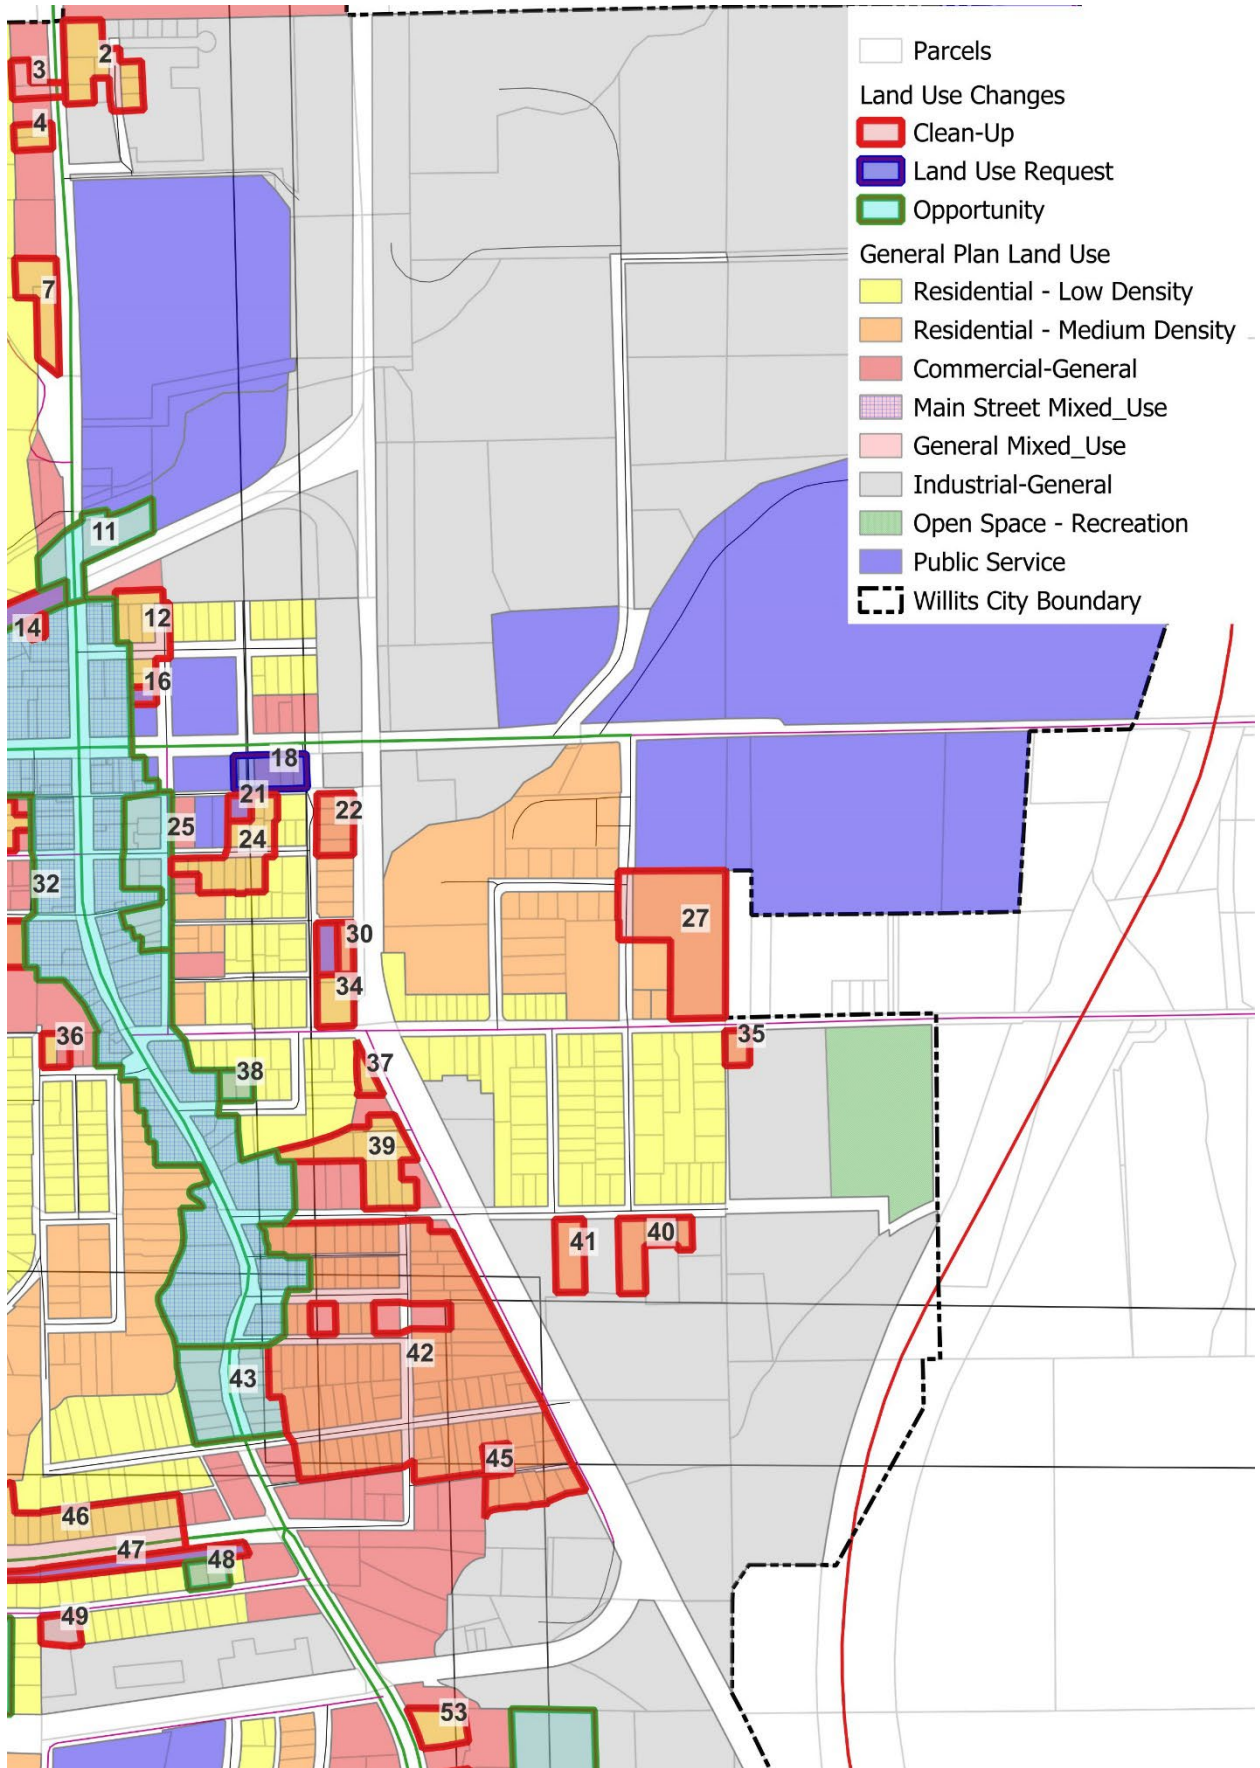 Parcels
Land Use Changes
Clean-Up
Land Use Request
Opportunity
General Plan Land Use
Residential - Low Density
Residential - Medium Density
Commercial-General
Main Street Mixed_Use
General Mixed_Use
Industrial-General
Open Space - Recreation
Public Service
Willits City Boundary
2
3
4
7
11
12
14
16
18
21
22
24
25
32
27
30
34
35
36
37
38
39
40
41
42
43
45
46
47
48
49
53